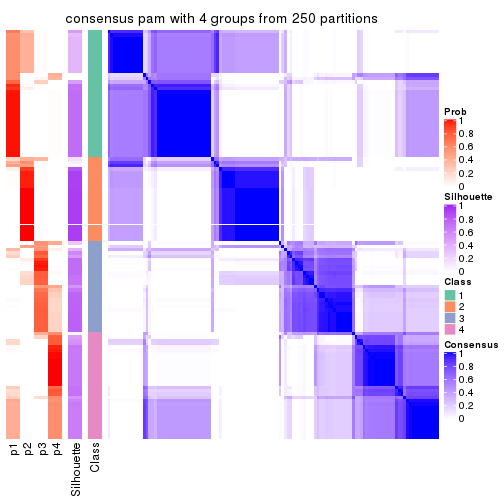 consensus pam with 4 groups from 250 partitions
Prob
1
0.8
0.6
0.4
0.2
0
Silhouette
1
0.8
0.6
0.4
0.2
0
Class
1
2
3
4
Consensus
1
0.8
0.6
0.4
0.2
0
p1
p2
p3
p4
Silhouette
Class